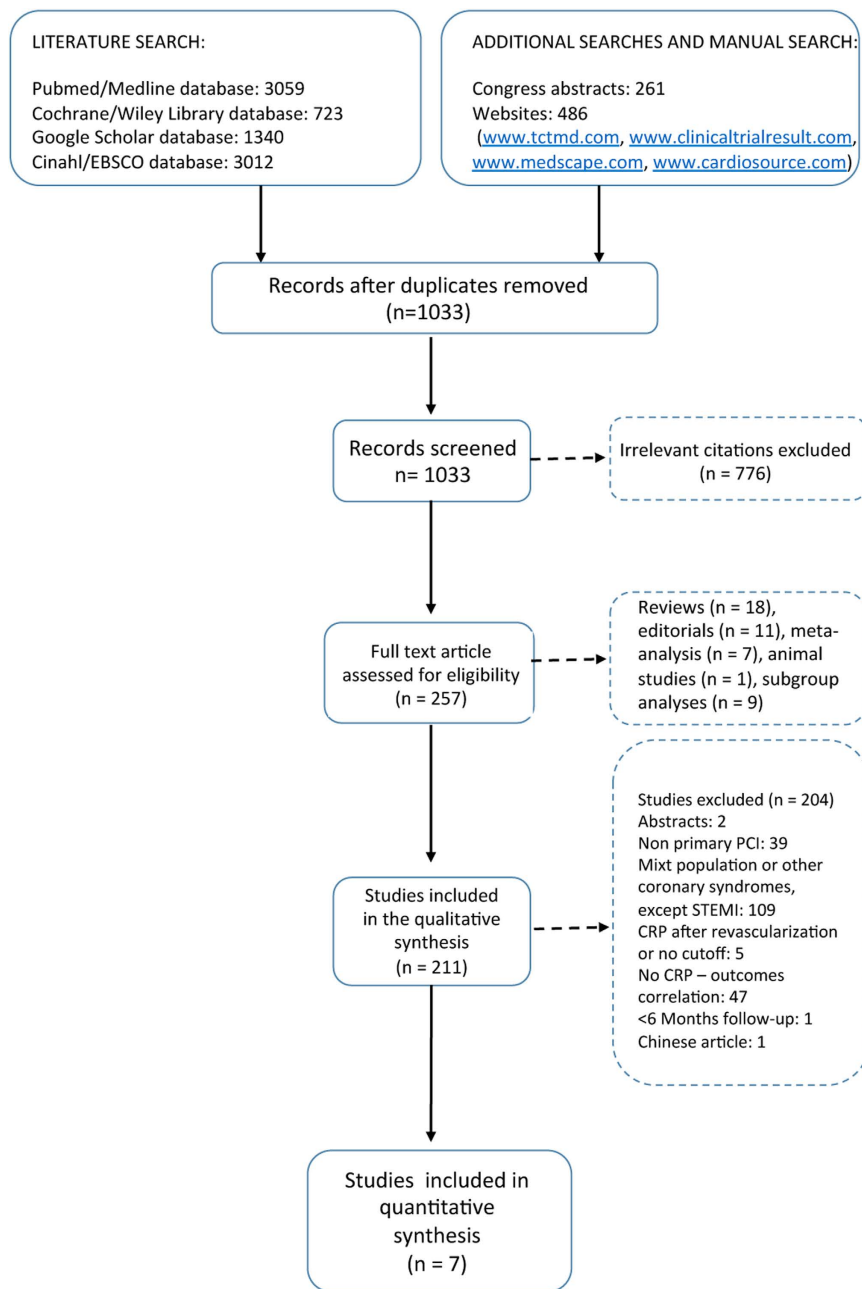 LITERATURE SEARCH:
Pubmed/Medline database: 3059
Cochrane/Wiley Library database: 723
Google Scholar database: 1340
Cinahl/EBSCO database: 3012
ADDITIONAL SEARCHES AND MANUAL SEARCH:
Congress abstracts: 261
Websites: 486
(www.tctmd.com, www.clinicaltrialresult.com,
www.medscape.com, www.cardiosource.com)
Records after duplicates removed
(n=1033)
Records screened
n= 1033
Irrelevant citations excluded
(n = 776)
Full text article
assessed for eligibility
(n = 257)
Reviews (n = 18),
editorials (n = 11), meta-
analysis (n = 7), animal
studies (n = 1), subgroup
analyses (n = 9)
Studies included
in the qualitative
synthesis
(n = 211)
Studies excluded (n = 204)
Abstracts: 2
Non primary PCI: 39
Mixt population or other
coronary syndromes,
except STEMI: 109
CRP after revascularization
or no cutoff: 5
No CRP – outcomes
correlation: 47
<6 Months follow-up: 1
Chinese article: 1
Studies included in
quantitative
synthesis
(n = 7)